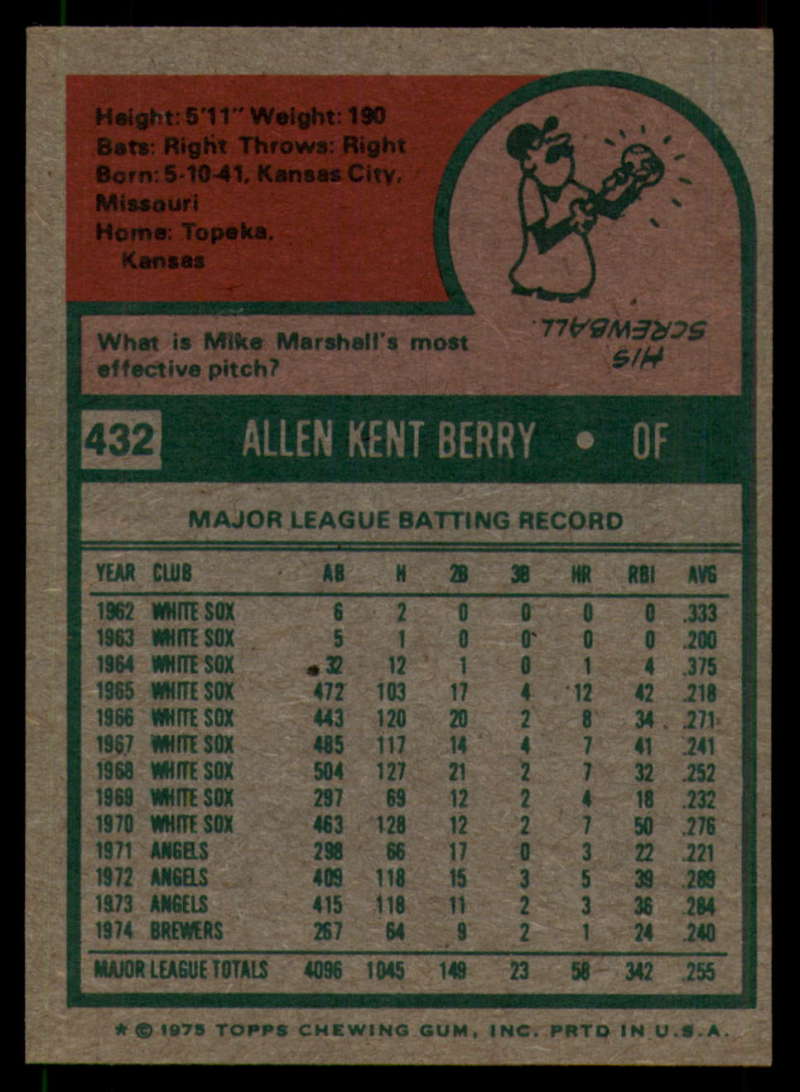 Height: 5'11" Weight: 190
Bats: Right Throws: Right
Born: 5-10-41, Kansas City,
Missouri
Home: Topeka,
Kansas
What is Mike Marshall's most
effective pitch?
HIS
SCREWBALL.
432 ALLEN KENT BERRY • OF
MAJOR LEAGUE BATTING RECORD
YEAR CLUB AB H 2B 3B HR RBI AVG
1962 WHITE SOX 6 2 0 0 0 0 .333
1963 WHITE SOX 5 1 0 0 0 0 .200
1964 WHITE SOX 32 12 1 0 1 4 .375
1965 WHITE SOX 472 103 17 4 12 42 .218
1966 WHITE SOX 443 120 20 2 8 34 .271
1967 WHITE SOX 485 117 14 4 7 41 .241
1968 WHITE SOX 504 127 21 2 7 32 .252
1969 WHITE SOX 297 69 12 2 4 18 .232
1970 WHITE SOX 463 128 12 2 7 50 .276
1971 ANGELS 298 66 17 0 3 22 .221
1972 ANGELS 409 118 15 3 5 39 .289
1973 ANGELS 415 118 11 2 3 36 .284
1974 BREWERS 267 64 9 2 1 24 .240
MAJOR LEAGUE TOTALS 4096 1045 149 23 58 342 .255
* © 1975 TOPPS CHEWING GUM, INC. PRTD IN U.S.A.